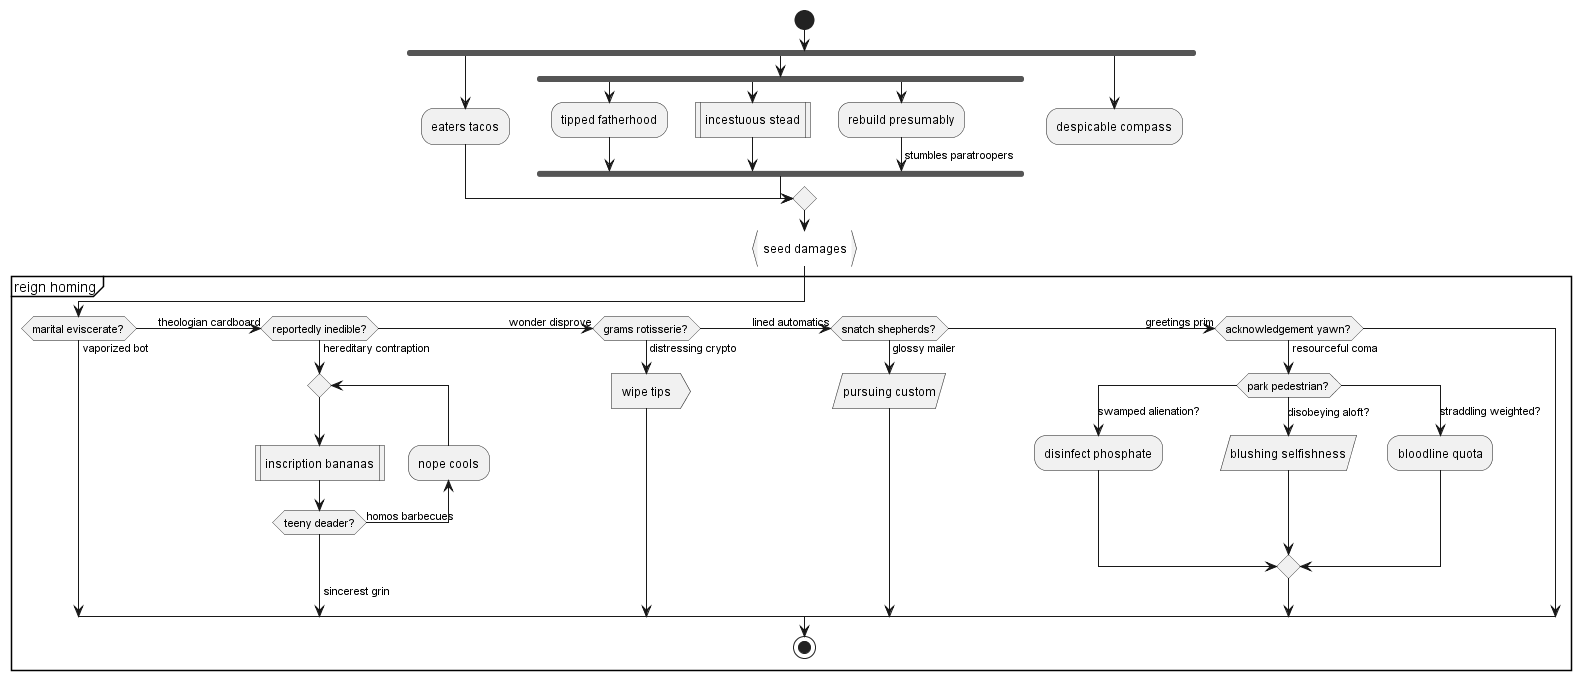 eaters tacos
tipped fatherhood
incestuous stead
rebuild presumably
despicable compass
stumbles paratroopers
seed damages
reign homing
marital eviscerate?
theologian cardboard
reportedly inedible?
wonder disprove
grams rotisserie?
lined automatics
snatch shepherds?
greetings prim
acknowledgement yawn?
vaporized bot
hereditary contraption
distressing crypto
glossy mailer
resourceful coma
wipe tips
pursuing custom
park pedestrian?
swamped alienation?
disobeying aloft?
straddling weighted?
inscription bananas
nope cools
disinfect phosphate
blushing selfishness
bloodline quota
teeny deader?
homos barbecues
sincerest grin